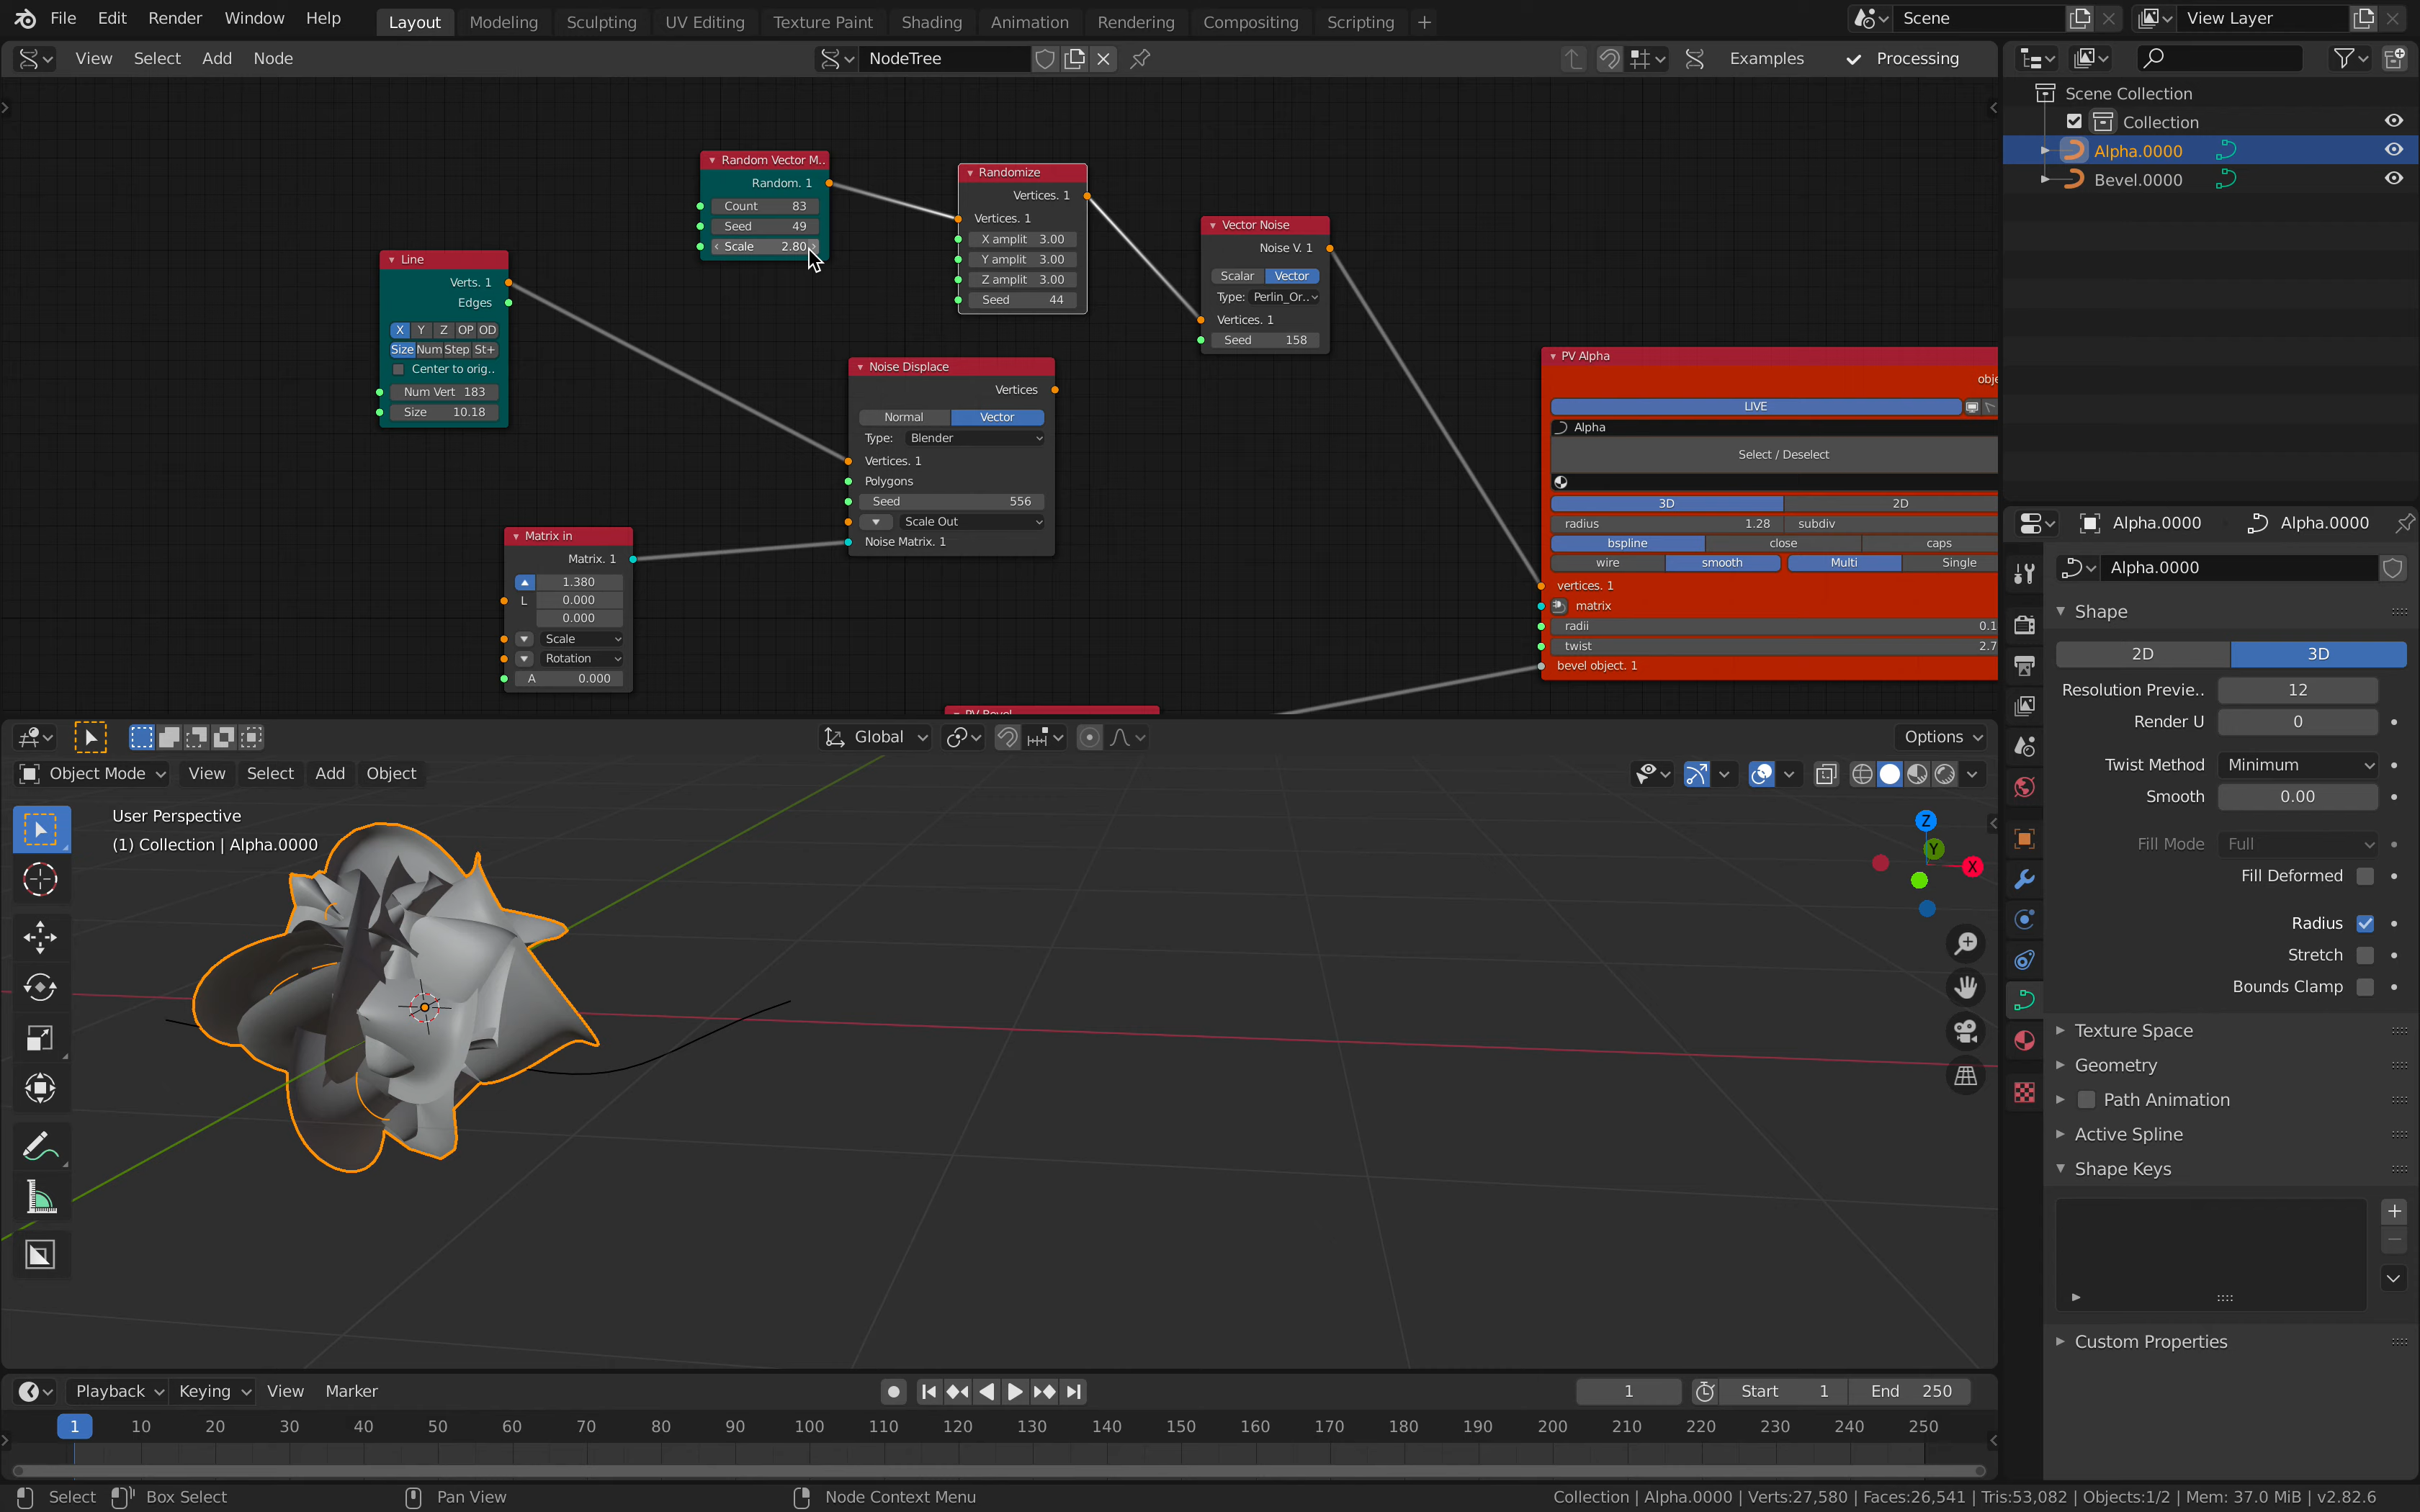 File Edit Render Window Help Layout Modeling Sculpting UV Editing Texture Paint Shading Animation Rendering Compositing Scripting + Scene View Layer
View Select Add Node NodeTree Examples Processing
Scene Collection
Collection
Alpha.0000
Bevel.0000
Random Vector M..
Random. 1
Count 83
Seed 49
Scale 2.80
Randomize
Vertices. 1
Vertices. 1
X amplit 3.00
Y amplit 3.00
Z amplit 3.00
Seed 44
Vector Noise
Noise V. 1
Scalar Vector
Type: Perlin_Or..
Vertices. 1
Seed 158
Line
Verts. 1
Edges
X Y Z OP OD
Size Num Step St+
Center to orig..
Num Vert 183
Size 10.18
Noise Displace
Vertices
Normal Vector
Type: Blender
Vertices. 1
Polygons
Seed 556
Scale Out
Noise Matrix. 1
Matrix in
Matrix. 1
1.380
L 0.000
0.000
Scale
Rotation
A 0.000
PV Alpha
obje
LIVE
Alpha
Select / Deselect
3D 2D
radius 1.28 subdiv
bspline close caps
wire smooth Multi Single
vertices. 1
matrix
radii 0.1
twist 2.7
bevel object. 1
PV Bevel
Global Options
Object Mode View Select Add Object
User Perspective
(1) Collection | Alpha.0000
Z
Y
X
Alpha.0000 Alpha.0000
Alpha.0000
Shape
2D 3D
Resolution Previe.. 12
Render U 0
Twist Method Minimum
Smooth 0.00
Fill Mode Full
Fill Deformed
Radius
Stretch
Bounds Clamp
Texture Space
Geometry
Path Animation
Active Spline
Shape Keys
Custom Properties
Playback Keying View Marker 1 Start 1 End 250
1 10 20 30 40 50 60 70 80 90 100 110 120 130 140 150 160 170 180 190 200 210 220 230 240 250
Select Box Select Pan View Node Context Menu Collection | Alpha.0000 | Verts:27,580 | Faces:26,541 | Tris:53,082 | Objects:1/2 | Mem: 37.0 MiB | v2.82.6